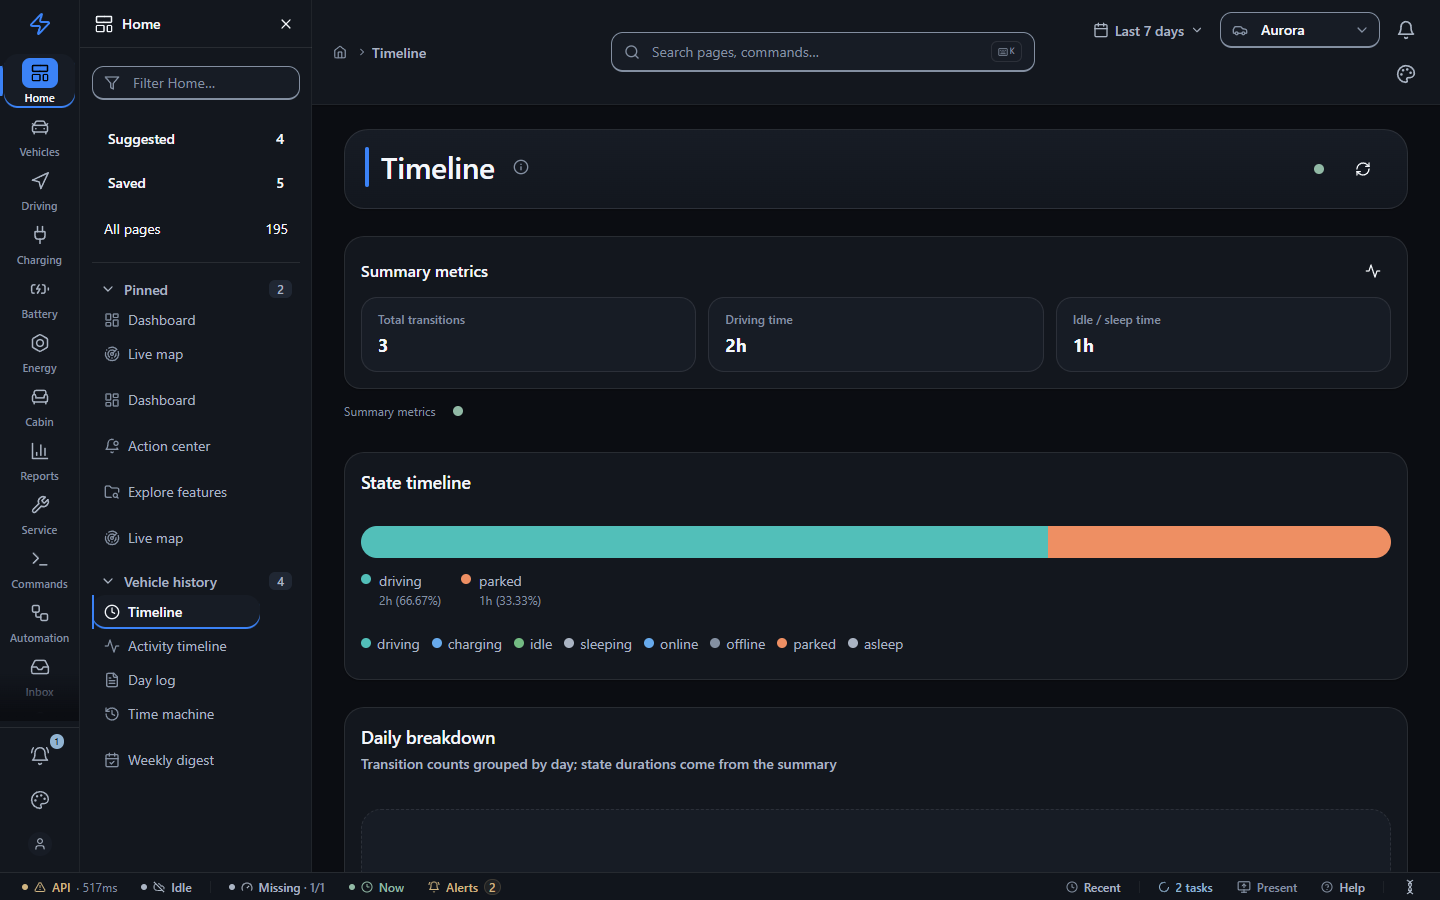 Home
Vehicles
Driving
Charging
Battery
Energy
Cabin
Reports
Service
Commands
Automation
Inbox
1
Home
Filter Home...
Suggested 4
Saved 5
All pages 195
Pinned 2
Dashboard
Live map
Dashboard
Action center
Explore features
Live map
Vehicle history 4
Timeline
Activity timeline
Day log
Time machine
Weekly digest
Timeline
Search pages, commands...
K
Last 7 days
Aurora
Timeline
Summary metrics
Total transitions
3
Driving time
2h
Idle / sleep time
1h
Summary metrics
State timeline
driving
2h (66.67%)
parked
1h (33.33%)
driving charging idle sleeping online offline parked asleep
Daily breakdown
Transition counts grouped by day; state durations come from the summary
API · 517ms
Idle
Missing · 1/1
Now
Alerts 2
Recent
2 tasks
Present
Help